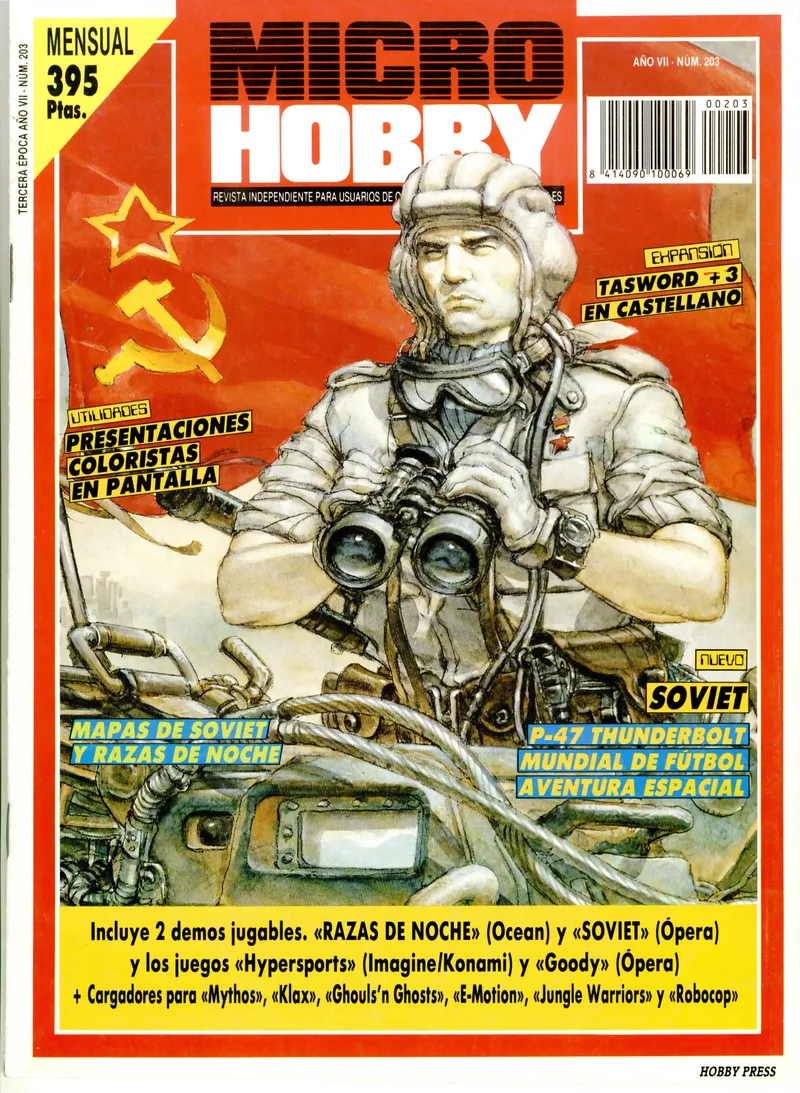 TERCERA ÉPOCA AÑO VII - NÚM. 203
MENSUAL
395
Ptas.
MICRO
HOBBY
REVISTA INDEPENDIENTE PARA USUARIOS DE
ES
AÑO VII - NÚM. 203
00203
8 414090 100069
EXPANSIÓN
TASWORD + 3
EN CASTELLANO
UTILIDADES
PRESENTACIONES
COLORISTAS
EN PANTALLA
NUEVO
SOVIET
MAPAS DE SOVIET
Y RAZAS DE NOCHE
P-47 THUNDERBOLT
MUNDIAL DE FÚTBOL
AVENTURA ESPACIAL
Incluye 2 demos jugables. «RAZAS DE NOCHE» (Ocean) y «SOVIET» (Ópera)
y los juegos «Hypersports» (Imagine/Konami) y «Goody» (Ópera)
+ Cargadores para «Mythos», «Klax», «Ghouls'n Ghosts», «E-Motion», «Jungle Warriors» y «Robocop»
HOBBY PRESS